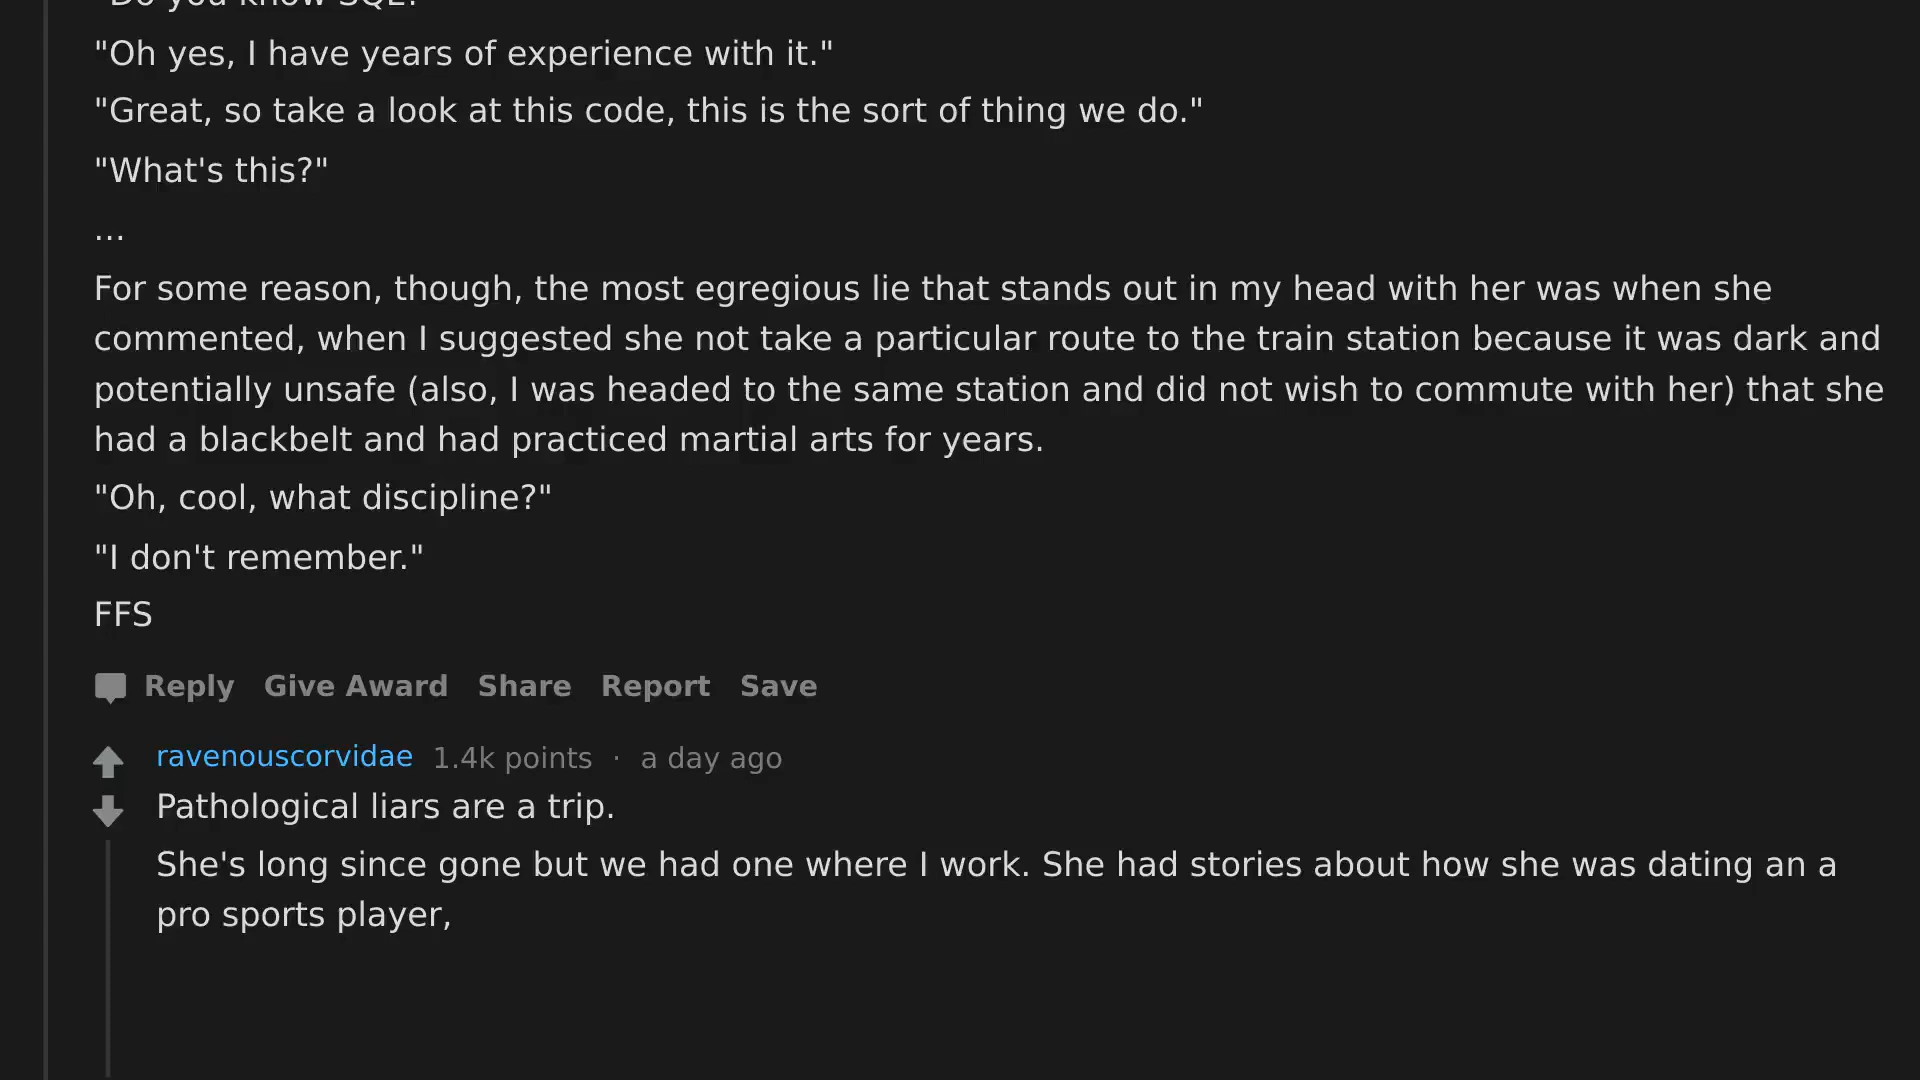 "Do you know SQL?"
"Oh yes, I have years of experience with it."
"Great, so take a look at this code, this is the sort of thing we do."
"What's this?"
...
For some reason, though, the most egregious lie that stands out in my head with her was when she
commented, when I suggested she not take a particular route to the train station because it was dark and
potentially unsafe (also, I was headed to the same station and did not wish to commute with her) that she
had a blackbelt and had practiced martial arts for years.
"Oh, cool, what discipline?"
"I don't remember."
FFS
Reply Give Award Share Report Save
ravenouscorvidae 1.4k points · a day ago
Pathological liars are a trip.
She's long since gone but we had one where I work. She had stories about how she was dating an a
pro sports player,